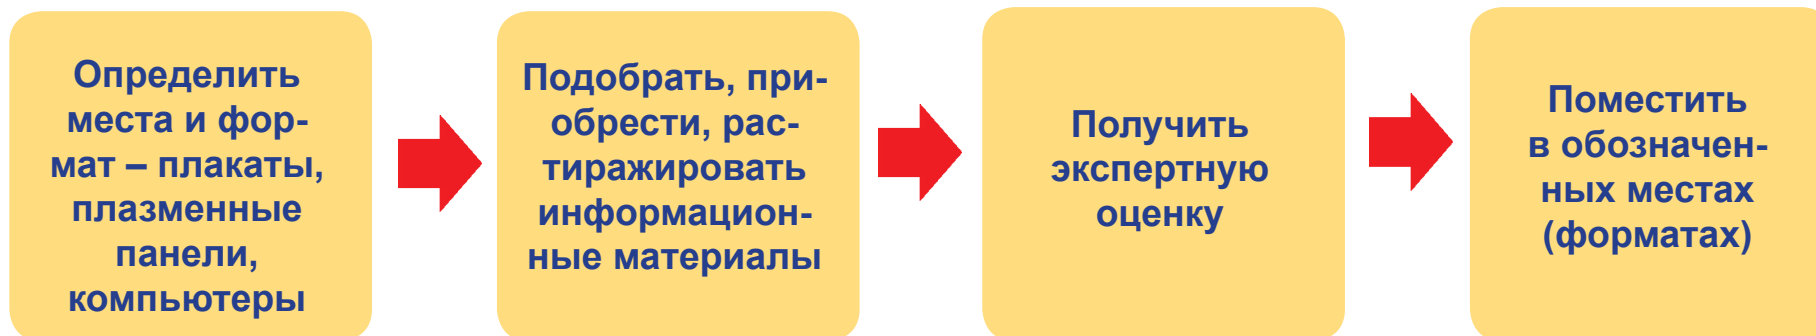 Определить
места и фор-
мат – плакаты,
плазменные
панели,
компьютеры
Подобрать, при-
обрести, рас-
тиражировать
информацион-
ные материалы
Получить
экспертную
оценку
Поместить
в обозначен-
ных местах
(форматах)